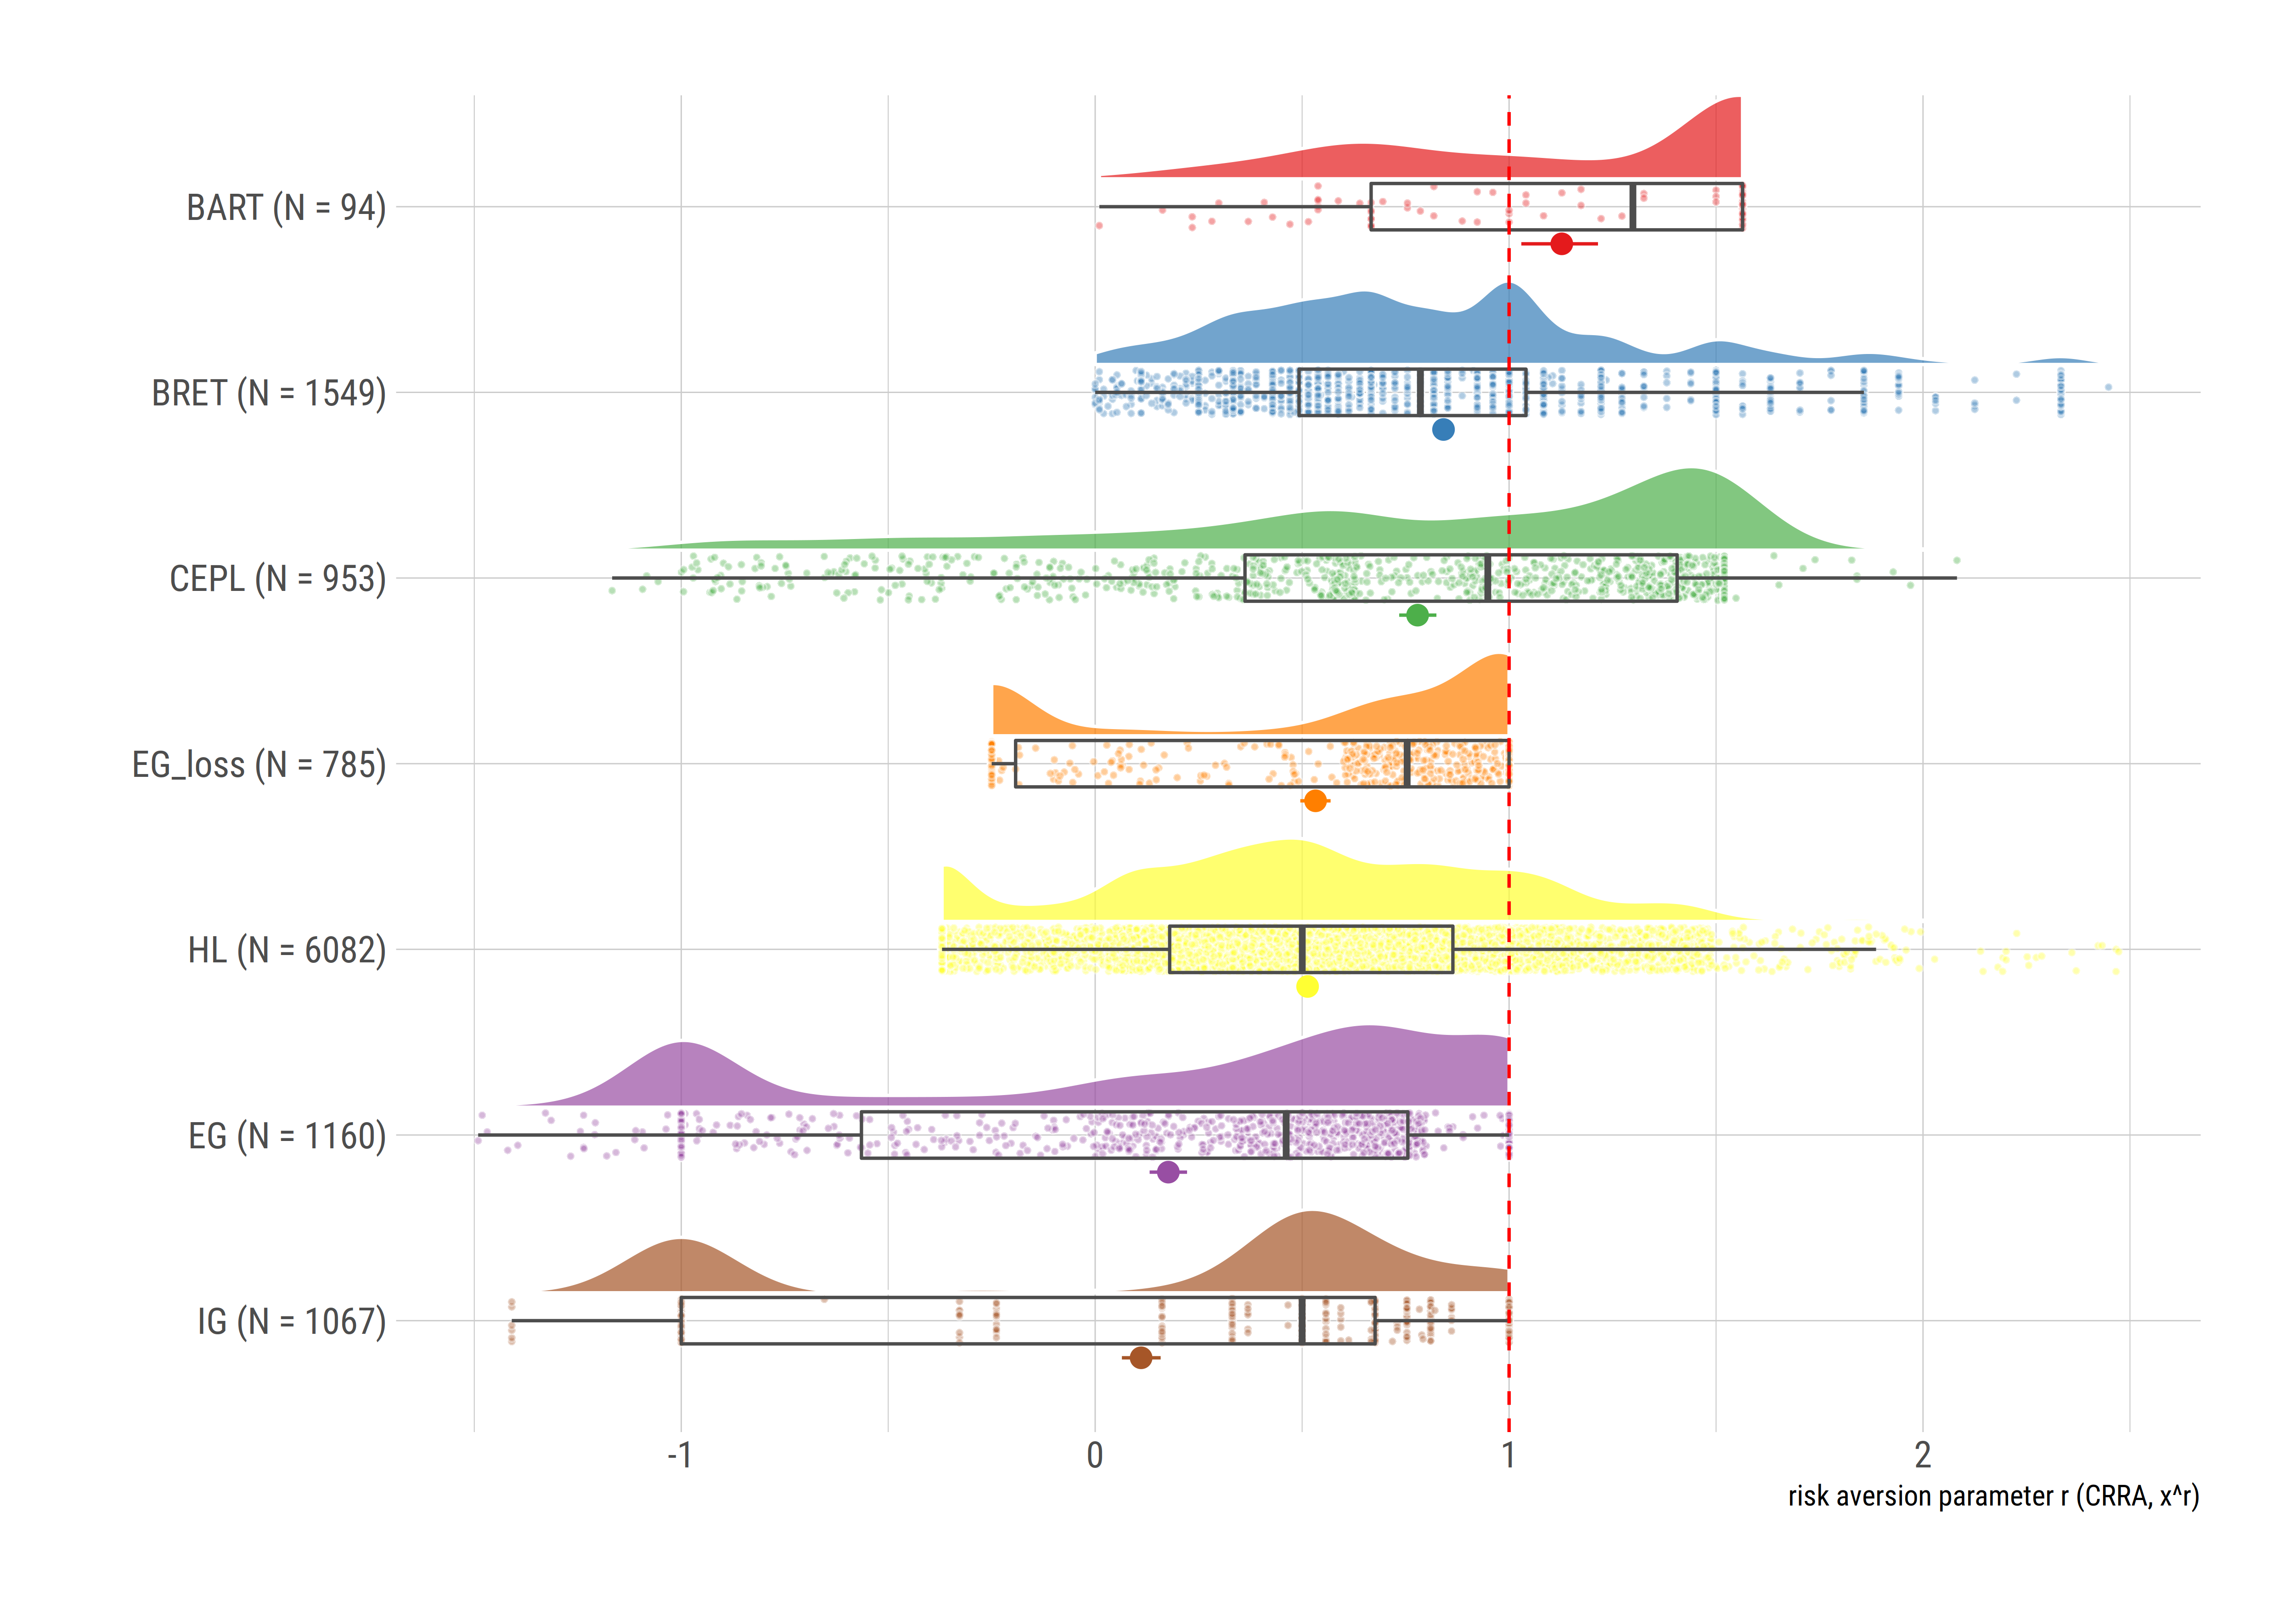 BART (N = 94)
BRET (N = 1549)
CEPL (N = 953)
EG_loss (N = 785)
HL (N = 6082)
EG (N = 1160)
IG (N = 1067)
-1 0 1 2
risk aversion parameter r (CRRA, x^r)